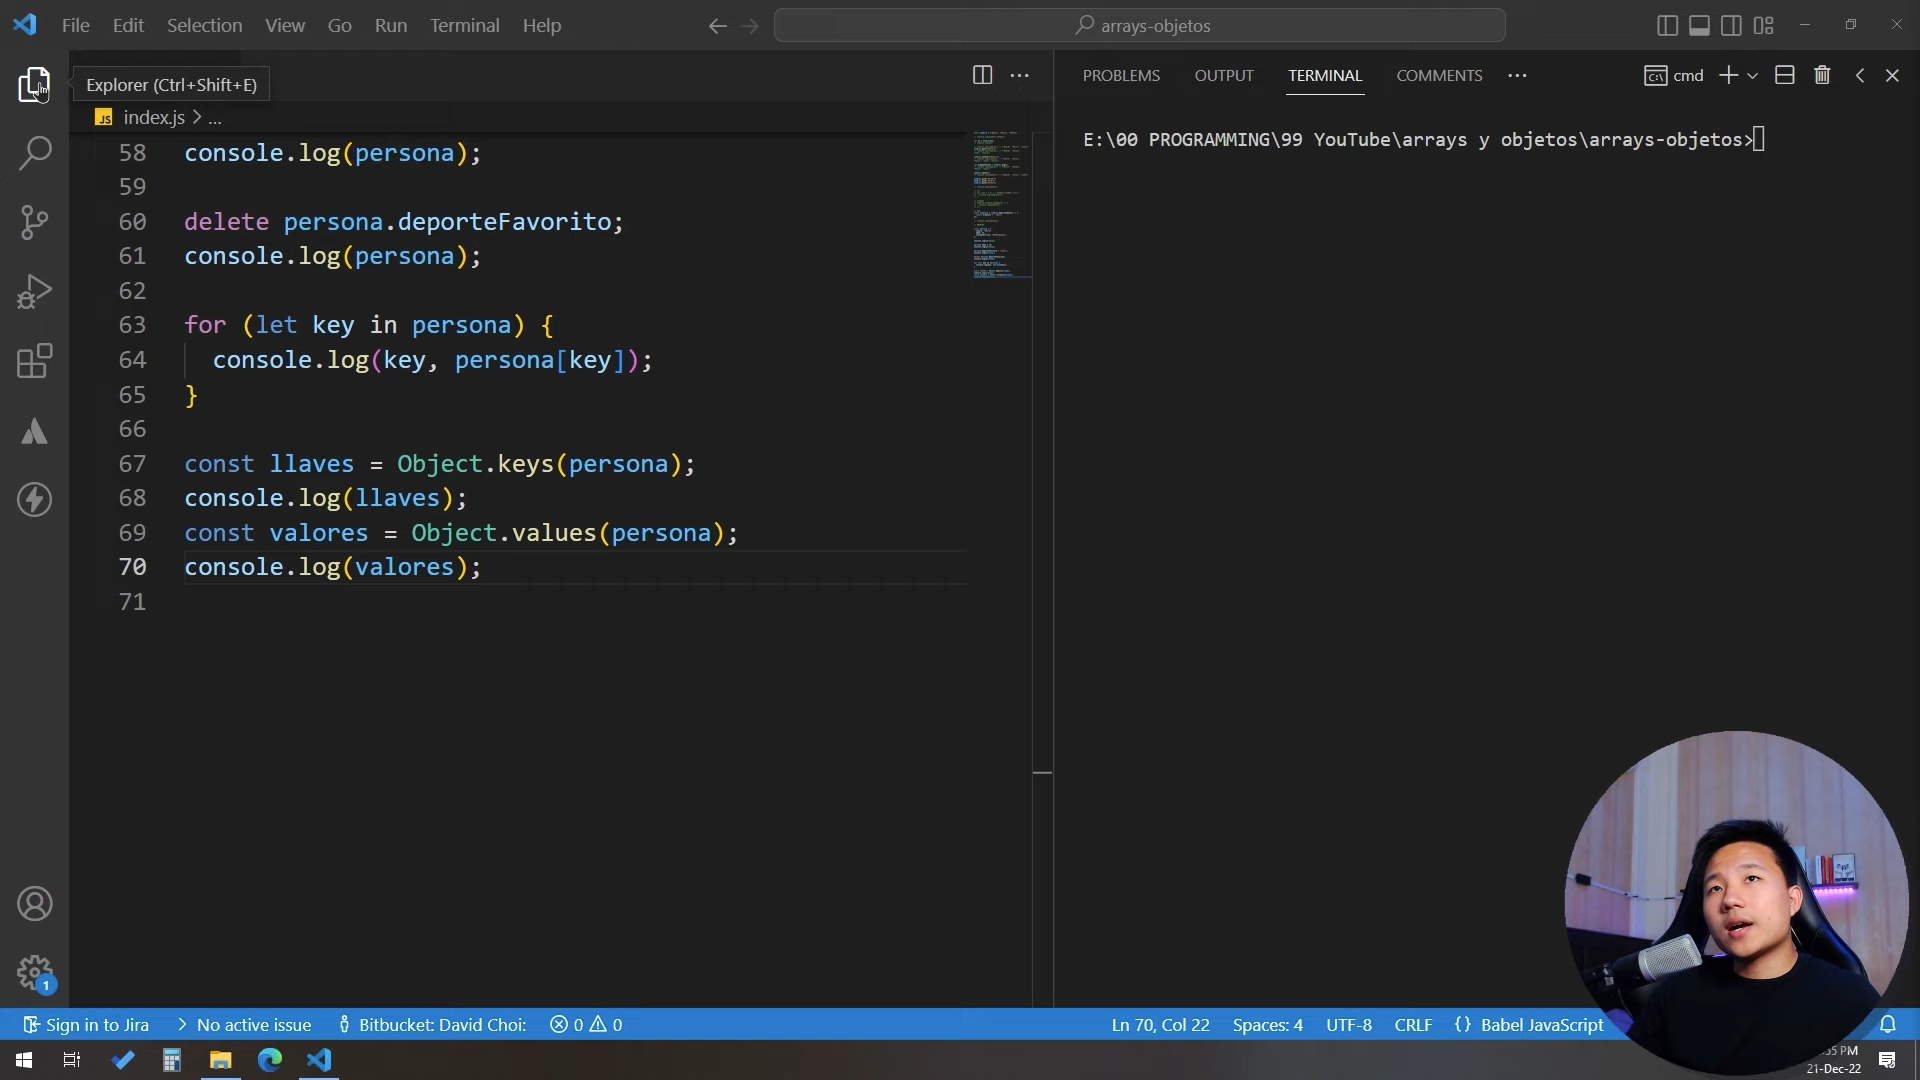 File Edit Selection View Go Run Terminal Help
arrays-objetos
Explorer (Ctrl+Shift+E)
PROBLEMS OUTPUT TERMINAL COMMENTS ...
cmd
JS index.js > ...
E:\00 PROGRAMMING\99 YouTube\arrays y objetos\arrays-objetos>
58 console.log(persona);
59
60 delete persona.deporteFavorito;
61 console.log(persona);
62
63 for (let key in persona) {
64 console.log(key, persona[key]);
65 }
66
67 const llaves = Object.keys(persona);
68 console.log(llaves);
69 const valores = Object.values(persona);
70 console.log(valores);
71
1
Sign in to Jira No active issue Bitbucket: David Choi: 0 0 Ln 70, Col 22 Spaces: 4 UTF-8 CRLF {} Babel JavaScript
PM
21-Dec-22